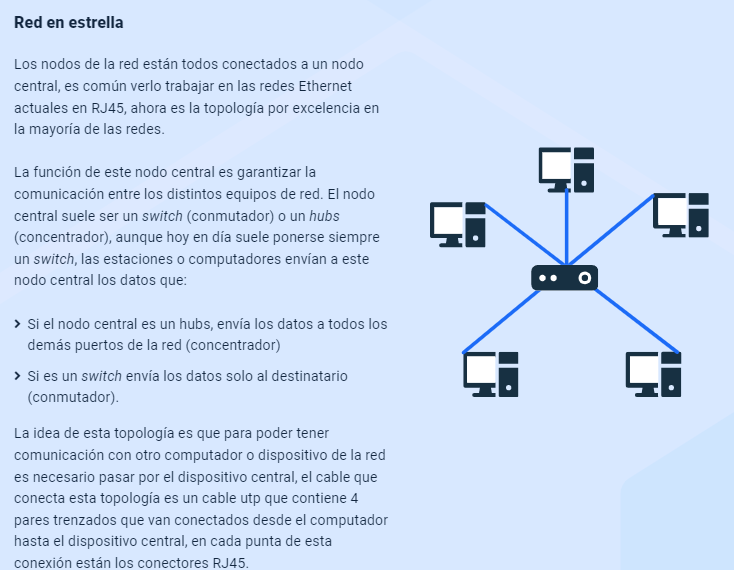 Red en estrella
Los nodos de la red están todos conectados a un nodo
central, es común verlo trabajar en las redes Ethernet
actuales en RJ45, ahora es la topología por excelencia en
la mayoría de las redes.
La función de este nodo central es garantizar la
comunicación entre los distintos equipos de red. El nodo
central suele ser un switch (conmutador) o un hubs
(concentrador), aunque hoy en día suele ponerse siempre
un switch, las estaciones o computadores envían a este
nodo central los datos que:
> Si el nodo central es un hubs, envía los datos a todos los
demás puertos de la red (concentrador)
> Si es un switch envía los datos solo al destinatario
(conmutador).
La idea de esta topología es que para poder tener
comunicación con otro computador o dispositivo de la red
es necesario pasar por el dispositivo central, el cable que
conecta esta topología es un cable utp que contiene 4
pares trenzados que van conectados desde el computador
hasta el dispositivo central, en cada punta de esta
conexión están los conectores RJ45.